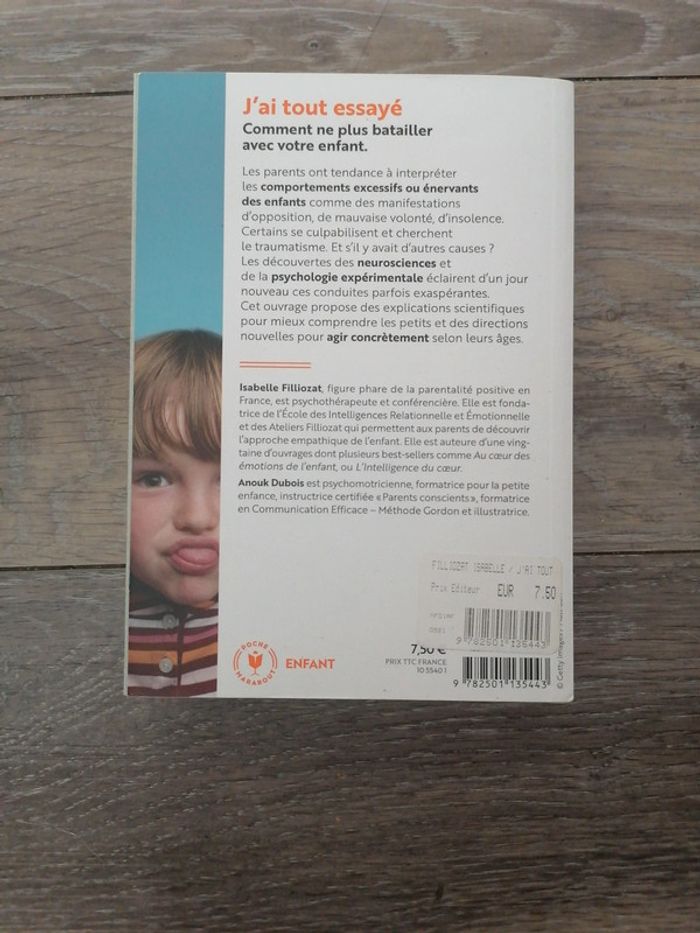 J'ai tout essayé
Comment ne plus batailler
avec votre enfant.
Les parents ont tendance à interpréter
les comportements excessifs ou énervants
des enfants comme des manifestations
d'opposition, de mauvaise volonté, d'insolence.
Certains se culpabilisent et cherchent
le traumatisme. Et s'il y avait d'autres causes ?
Les découvertes des neurosciences et
de la psychologie expérimentale éclairent d'un jour
nouveau ces conduites parfois exaspérantes.
Cet ouvrage propose des explications scientifiques
pour mieux comprendre les petits et des directions
nouvelles pour agir concrètement selon leurs âges.
Isabelle Filliozat, figure phare de la parentalité positive en
France, est psychothérapeute et conférencière. Elle est fonda-
trice de l'École des Intelligences Relationnelle et Émotionnelle
et des Ateliers Filliozat qui permettent aux parents de découvrir
l'approche empathique de l'enfant. Elle est auteure d'une ving-
taine d'ouvrages dont plusieurs best-sellers comme Au cœur des
émotions de l'enfant, ou L'Intelligence du cœur.
Anouk Dubois est psychomotricienne, formatrice pour la petite
enfance, instructrice certifiée « Parents conscients », formatrice
en Communication Efficace – Méthode Gordon et illustratrice.
FILLIOZAT ISABELLE / J'AI TOUT
Prix Editeur EUR 7.50
9 782501 135443
POCHE
MARABOUT
ENFANT
7,50 €
PRIX TTC FRANCE
10 5540 1
9 782501 135443
© Getty Images